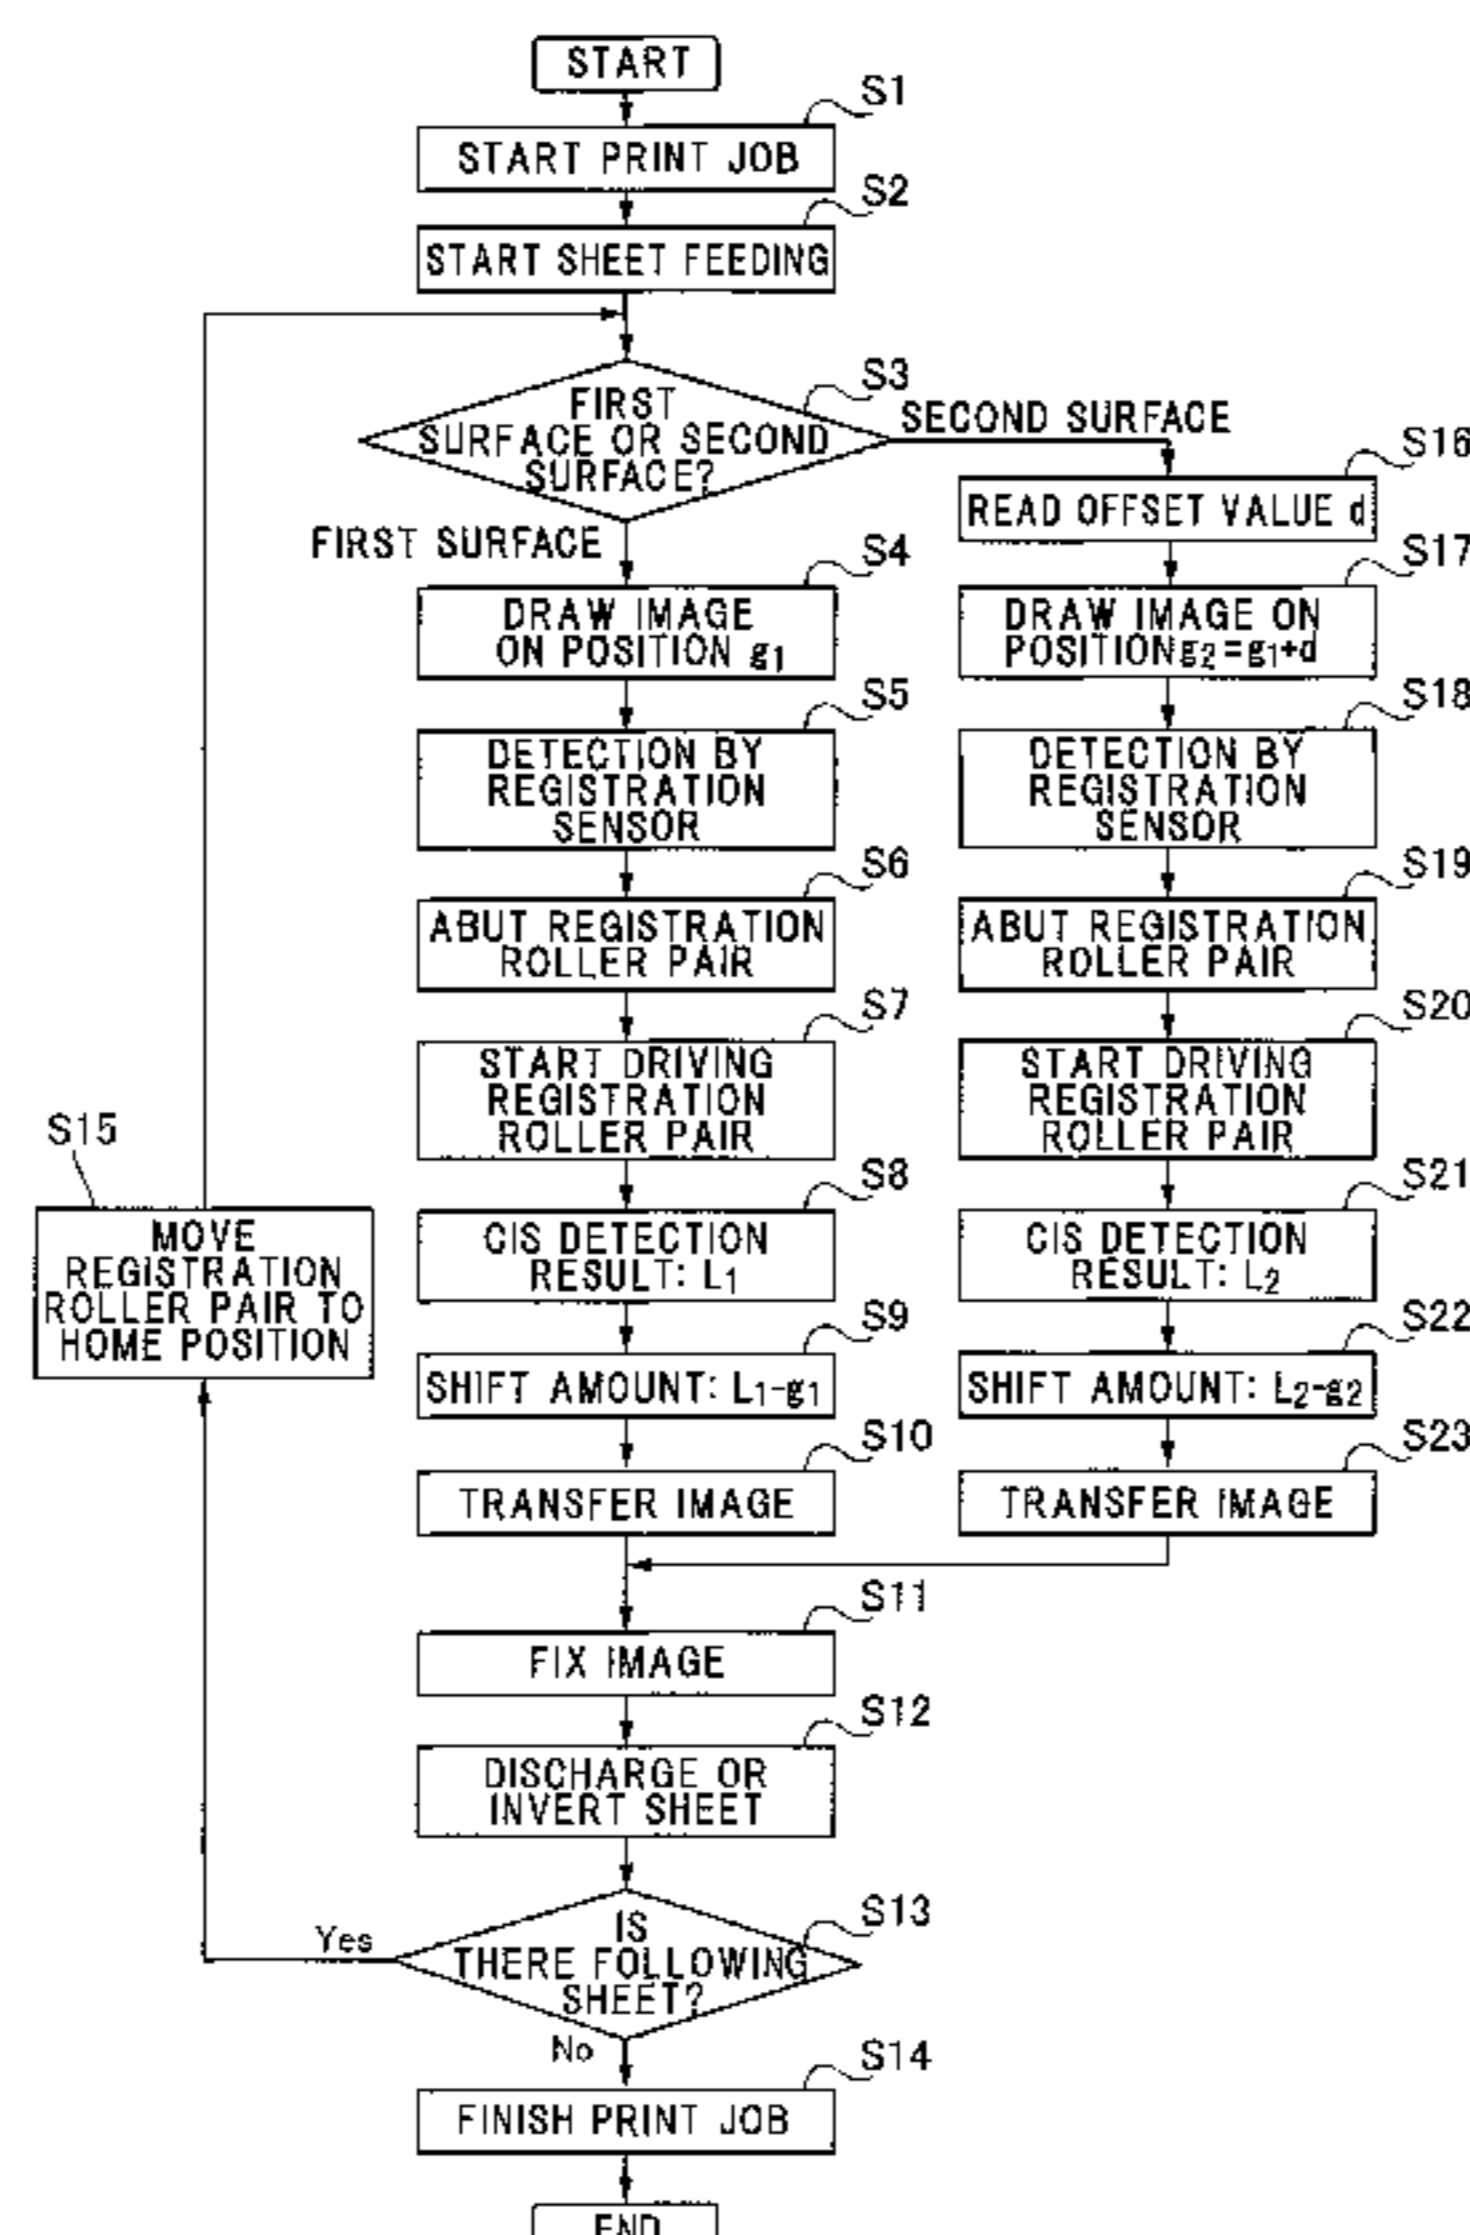 START
S1
START PRINT JOB
S2
START SHEET FEEDING
S3
FIRST
SURFACE OR SECOND
SURFACE?
SECOND SURFACE
FIRST SURFACE
S4
DRAW IMAGE
ON POSITION g1
S5
DETECTION BY
REGISTRATION
SENSOR
S6
ABUT REGISTRATION
ROLLER PAIR
S7
START DRIVING
REGISTRATION
ROLLER PAIR
S8
CIS DETECTION
RESULT: L1
S9
SHIFT AMOUNT: L1-g1
S10
TRANSFER IMAGE
S16
READ OFFSET VALUE d
S17
DRAW IMAGE ON
POSITION g2=g1+d
S18
DETECTION BY
REGISTRATION
SENSOR
S19
ABUT REGISTRATION
ROLLER PAIR
S20
START DRIVING
REGISTRATION
ROLLER PAIR
S21
CIS DETECTION
RESULT: L2
S22
SHIFT AMOUNT: L2-g2
S23
TRANSFER IMAGE
S11
FIX IMAGE
S12
DISCHARGE OR
INVERT SHEET
S13
IS
THERE FOLLOWING
SHEET?
Yes
No
S15
MOVE
REGISTRATION
ROLLER PAIR TO
HOME POSITION
S14
FINISH PRINT JOB
END